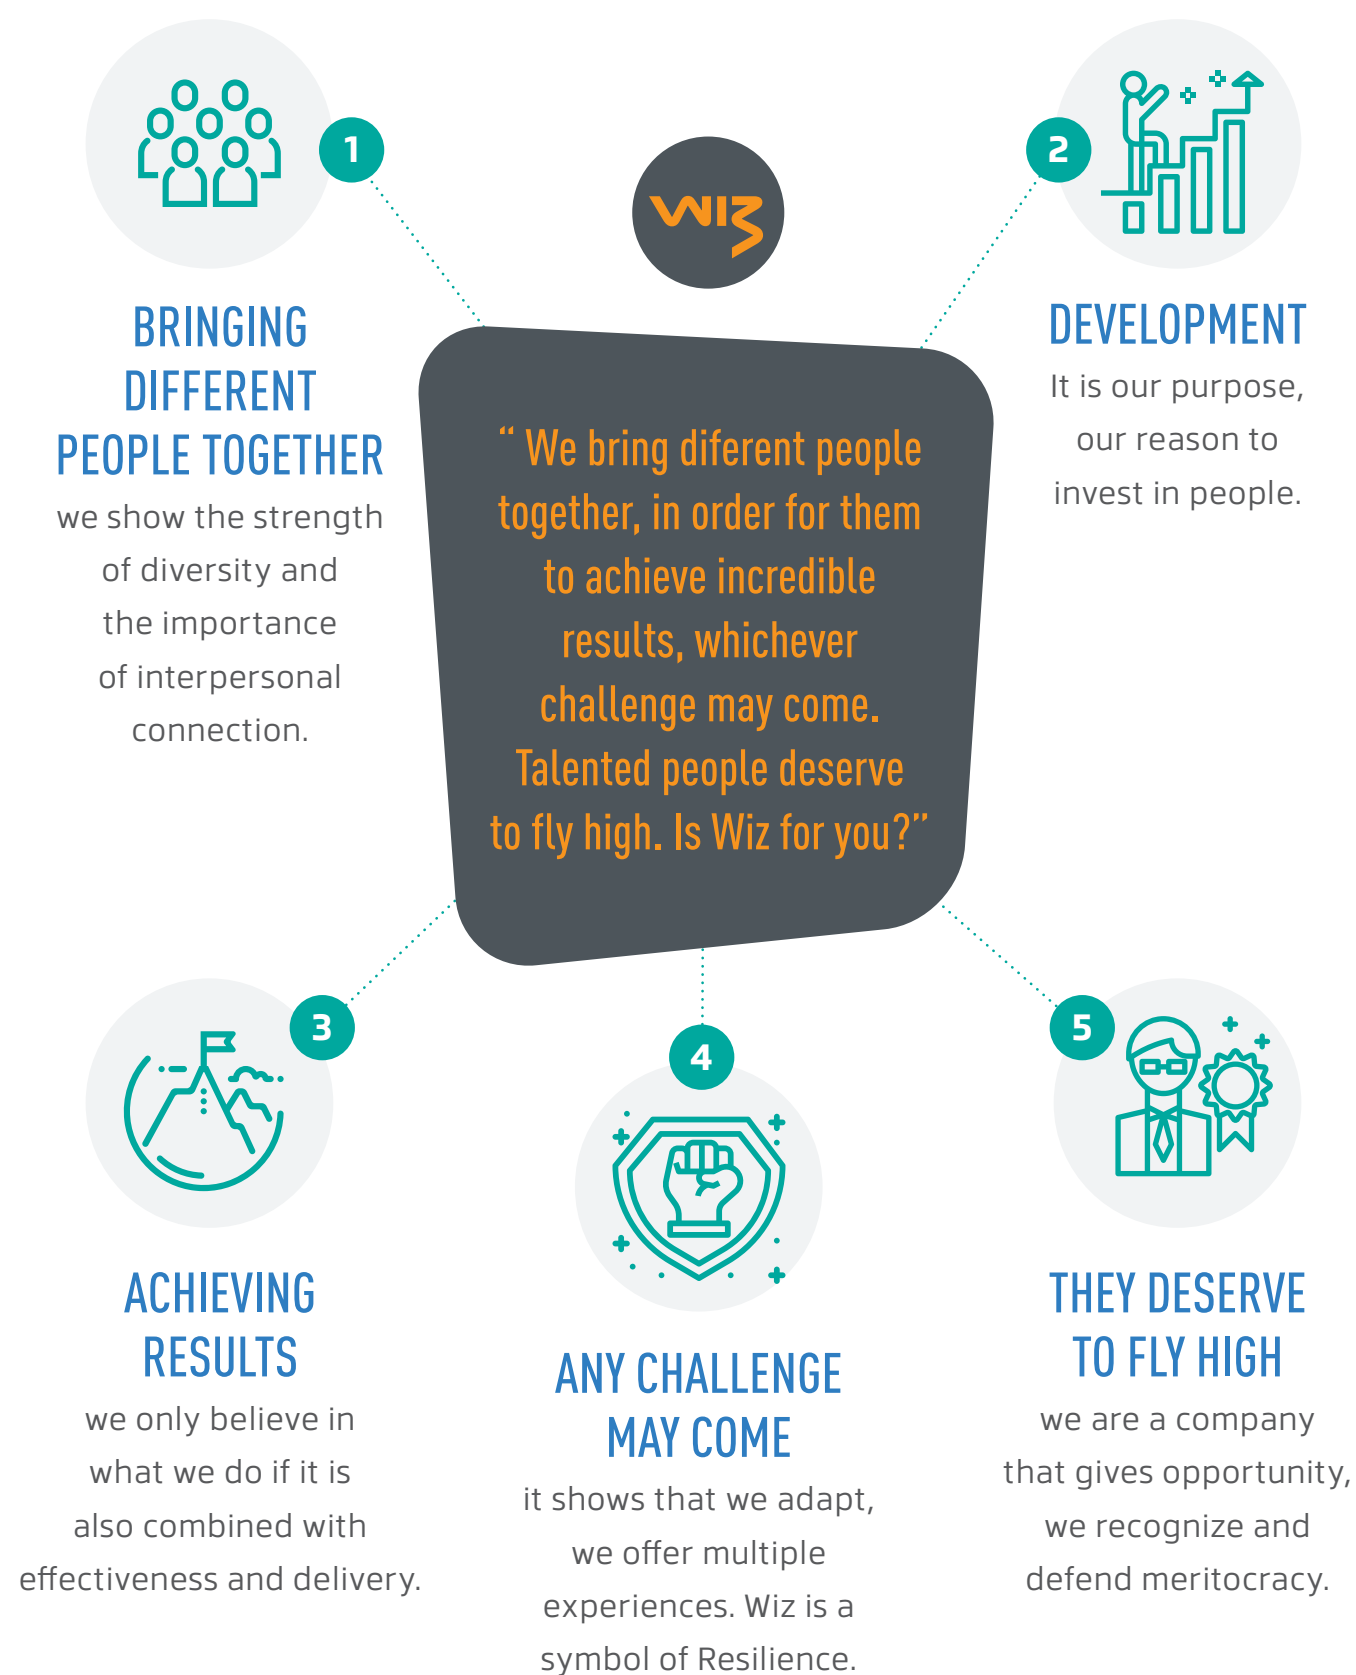 1
BRINGING
DIFFERENT
PEOPLE TOGETHER
we show the strength
of diversity and
the importance
of interpersonal
connection.
wiz
“ We bring diferent people
together, in order for them
to achieve incredible
results, whichever
challenge may come.
Talented people deserve
to fly high. Is Wiz for you?”
2
DEVELOPMENT
It is our purpose,
our reason to
invest in people.
3
ACHIEVING
RESULTS
we only believe in
what we do if it is
also combined with
effectiveness and delivery.
4
ANY CHALLENGE
MAY COME
it shows that we adapt,
we offer multiple
experiences. Wiz is a
symbol of Resilience.
5
THEY DESERVE
TO FLY HIGH
we are a company
that gives opportunity,
we recognize and
defend meritocracy.